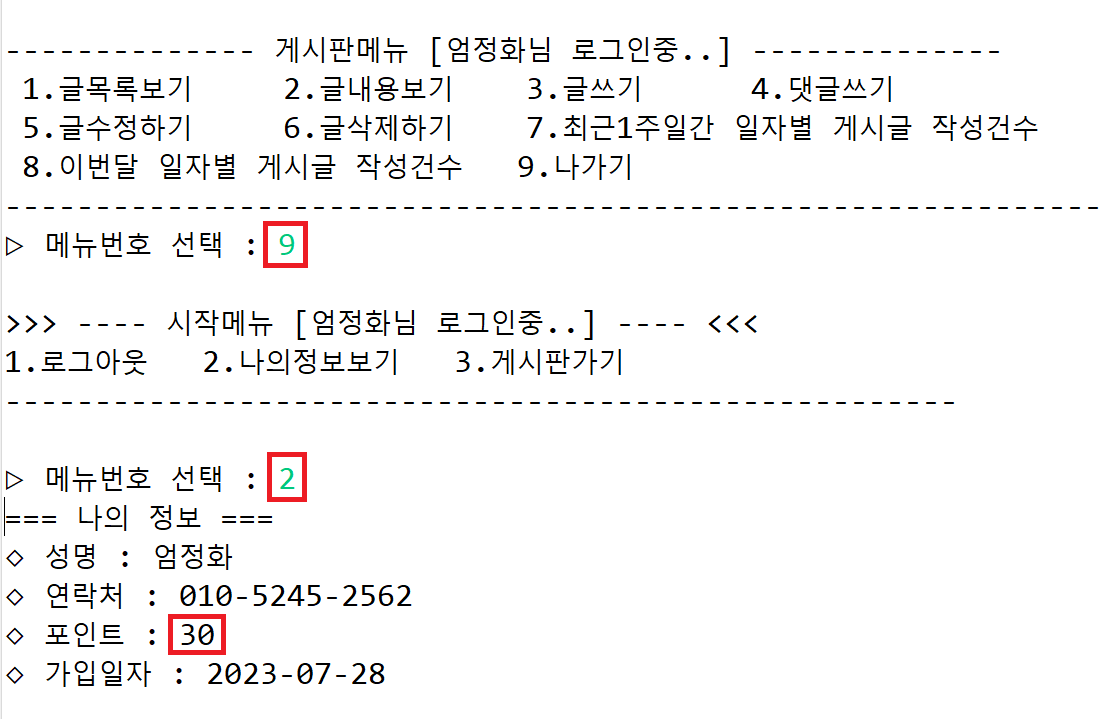 -------------- 게시판메뉴 [엄정화님 로그인중..] --------------
1.글목록보기 2.글내용보기 3.글쓰기 4.댓글쓰기
5.글수정하기 6.글삭제하기 7.최근1주일간 일자별 게시글 작성건수
8.이번달 일자별 게시글 작성건수 9.나가기
-------------------------------------------------------------
▷ 메뉴번호 선택 : 9
>>> ---- 시작메뉴 [엄정화님 로그인중..] ---- <<<
1.로그아웃 2.나의정보보기 3.게시판가기
-----------------------------------------------------
▷ 메뉴번호 선택 : 2
=== 나의 정보 ===
◇ 성명 : 엄정화
◇ 연락처 : 010-5245-2562
◇ 포인트 : 30
◇ 가입일자 : 2023-07-28